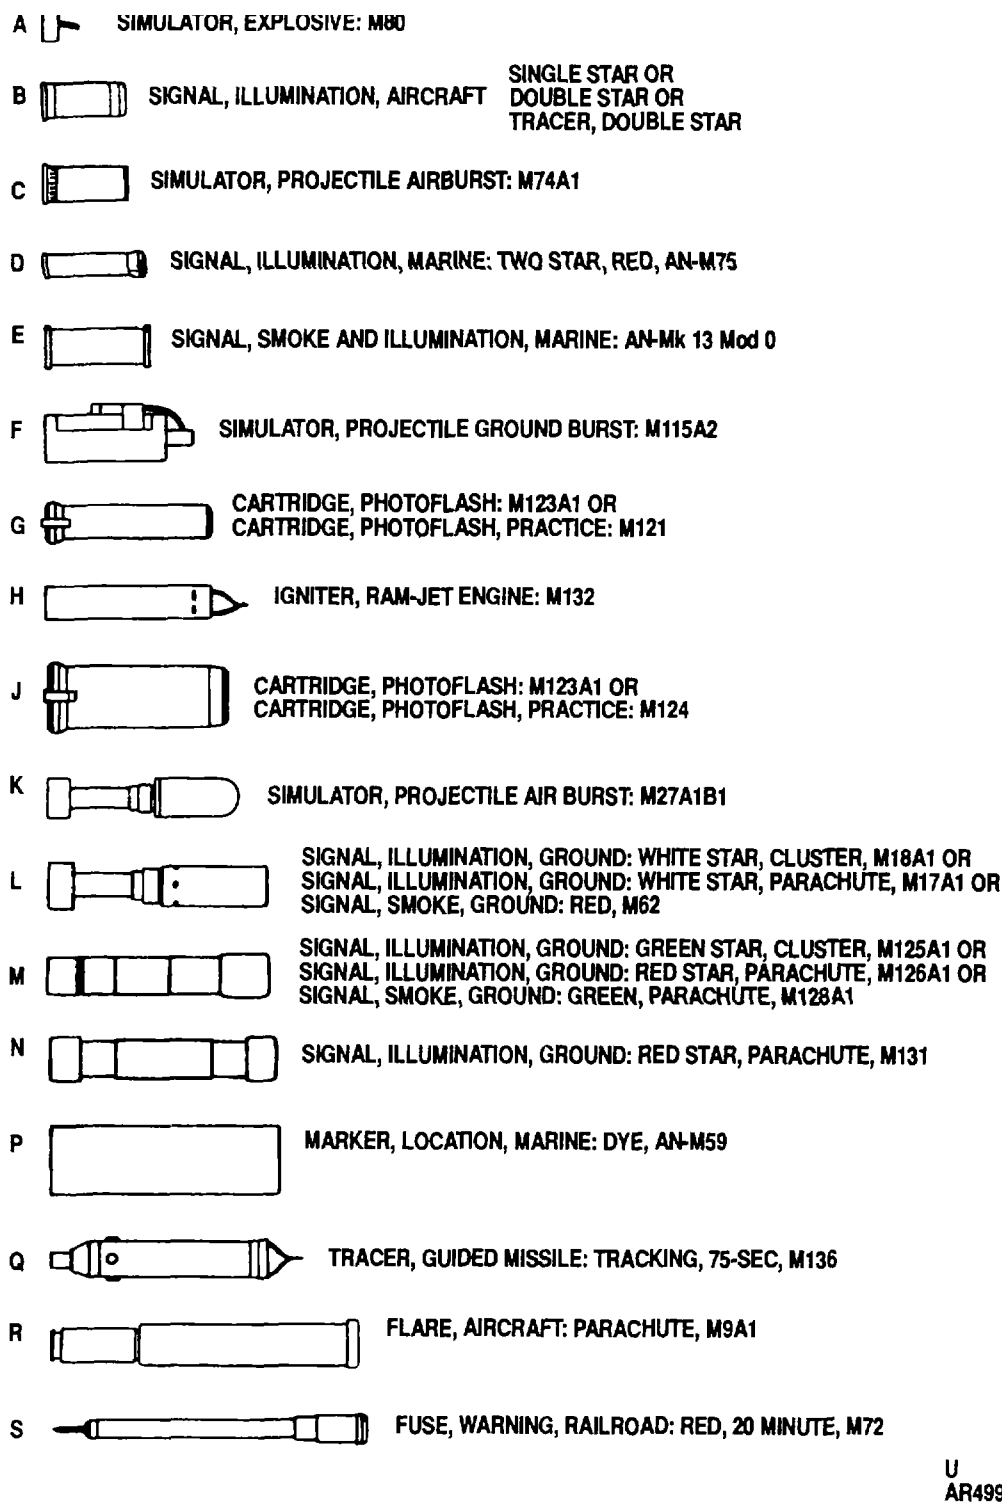 A SIMULATOR, EXPLOSIVE: M80
B SIGNAL, ILLUMINATION, AIRCRAFT
SINGLE STAR OR
DOUBLE STAR OR
TRACER, DOUBLE STAR
C SIMULATOR, PROJECTILE AIRBURST: M74A1
D SIGNAL, ILLUMINATION, MARINE: TWO STAR, RED, AN-M75
E SIGNAL, SMOKE AND ILLUMINATION, MARINE: AN-Mk 13 Mod 0
F SIMULATOR, PROJECTILE GROUND BURST: M115A2
G CARTRIDGE, PHOTOFLASH: M123A1 OR
CARTRIDGE, PHOTOFLASH, PRACTICE: M121
H IGNITER, RAM-JET ENGINE: M132
J CARTRIDGE, PHOTOFLASH: M123A1 OR
CARTRIDGE, PHOTOFLASH, PRACTICE: M124
K SIMULATOR, PROJECTILE AIR BURST: M27A1B1
L SIGNAL, ILLUMINATION, GROUND: WHITE STAR, CLUSTER, M18A1 OR
SIGNAL, ILLUMINATION, GROUND: WHITE STAR, PARACHUTE, M17A1 OR
SIGNAL, SMOKE, GROUND: RED, M62
M SIGNAL, ILLUMINATION, GROUND: GREEN STAR, CLUSTER, M125A1 OR
SIGNAL, ILLUMINATION, GROUND: RED STAR, PARACHUTE, M126A1 OR
SIGNAL, SMOKE, GROUND: GREEN, PARACHUTE, M128A1
N SIGNAL, ILLUMINATION, GROUND: RED STAR, PARACHUTE, M131
P MARKER, LOCATION, MARINE: DYE, AN-M59
Q TRACER, GUIDED MISSILE: TRACKING, 75-SEC, M136
R FLARE, AIRCRAFT: PARACHUTE, M9A1
S FUSE, WARNING, RAILROAD: RED, 20 MINUTE, M72
U
AR499